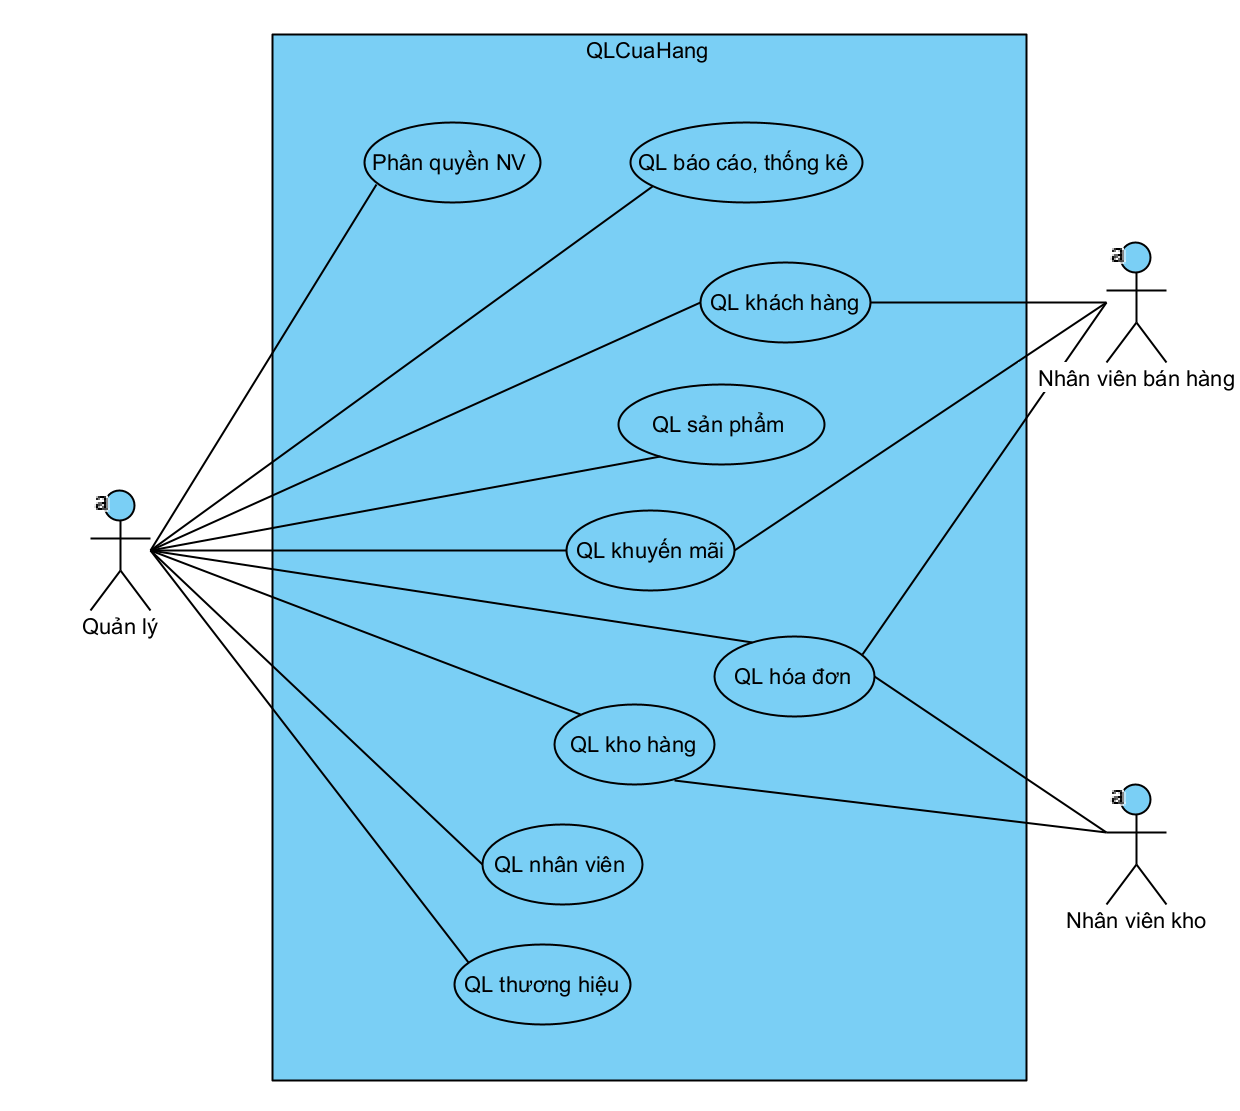 QLCuaHang
Phân quyền NV
QL báo cáo, thống kê
QL khách hàng
Nhân viên bán hàng
QL sản phẩm
QL khuyến mãi
Quản lý
QL hóa đơn
QL kho hàng
QL nhân viên
Nhân viên kho
QL thương hiệu
a
a
a